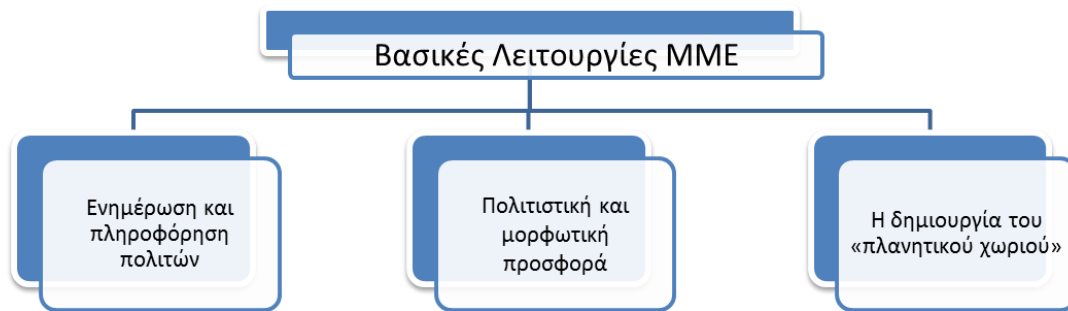 Βασικές Λειτουργίες ΜΜΕ
Ενημέρωση και
πληροφόρηση
πολιτών
Πολιτιστική και
μορφωτική
προσφορά
Η δημιουργία του
«πλανητικού χωριού»